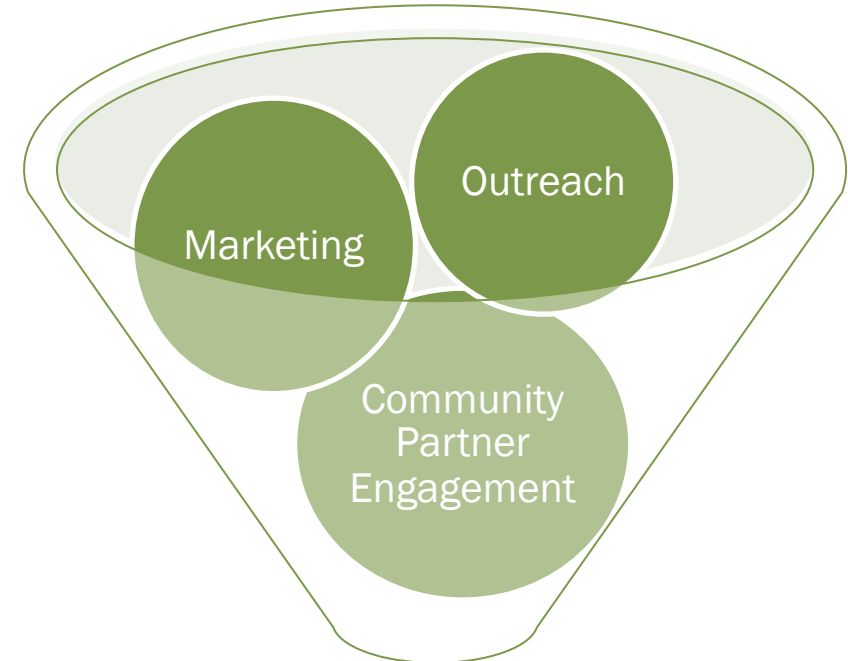 Outreach
Marketing
Community
Partner
Engagement